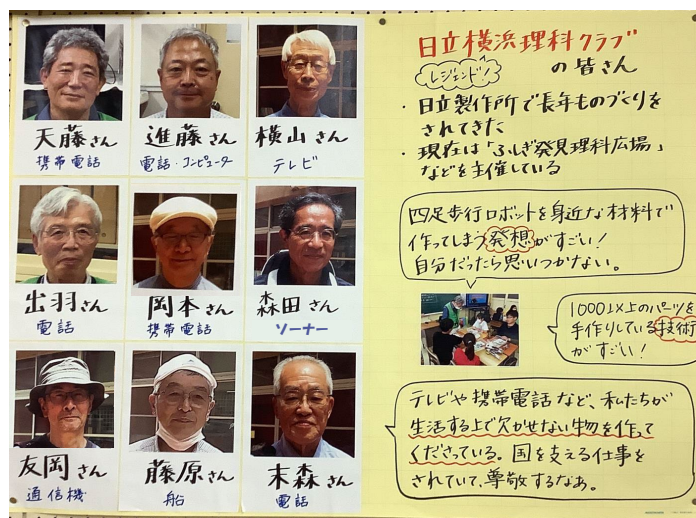 天藤さん
携帯電話
進藤さん
電話・コンピューター
横山さん
テレビ
出羽さん
電話
岡本さん
携帯電話
森田さん
ソーナー
友岡さん
通信機
藤原さん
船
末森さん
電話
日立横浜理科クラブ
レジェンド!
の皆さん
・日立製作所で長年ものづくりを
されてきた
・現在は「ふしぎ発見理科広場」
などを主催している
四足歩行ロボットを身近な材料で
作ってしまう発想がすごい!
自分だったら思いつかない。
1000以上のパーツを
手作りしている技術
がすごい!
テレビや携帯電話など、私たちが
生活する上で欠かせない物を作って
くださっている。国を支える仕事を
されていて、尊敬するなあ。